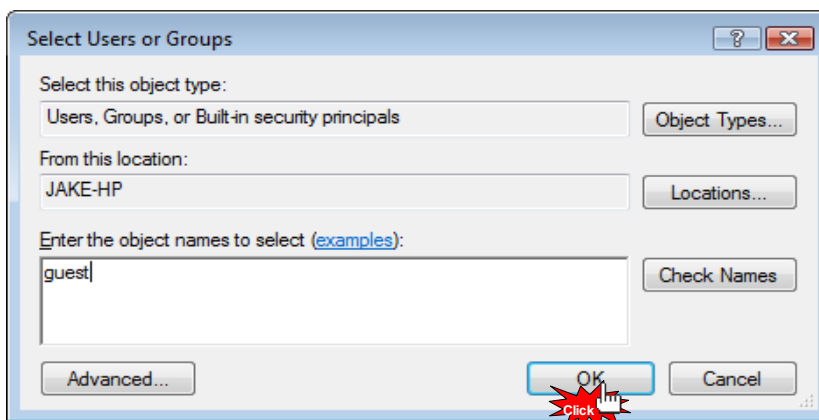 Select Users or Groups
Select this object type:
Users, Groups, or Built-in security principals
Object Types...
From this location:
JAKE-HP
Locations...
Enter the object names to select (examples):
guest
Check Names
Advanced...
OK
Cancel
Click